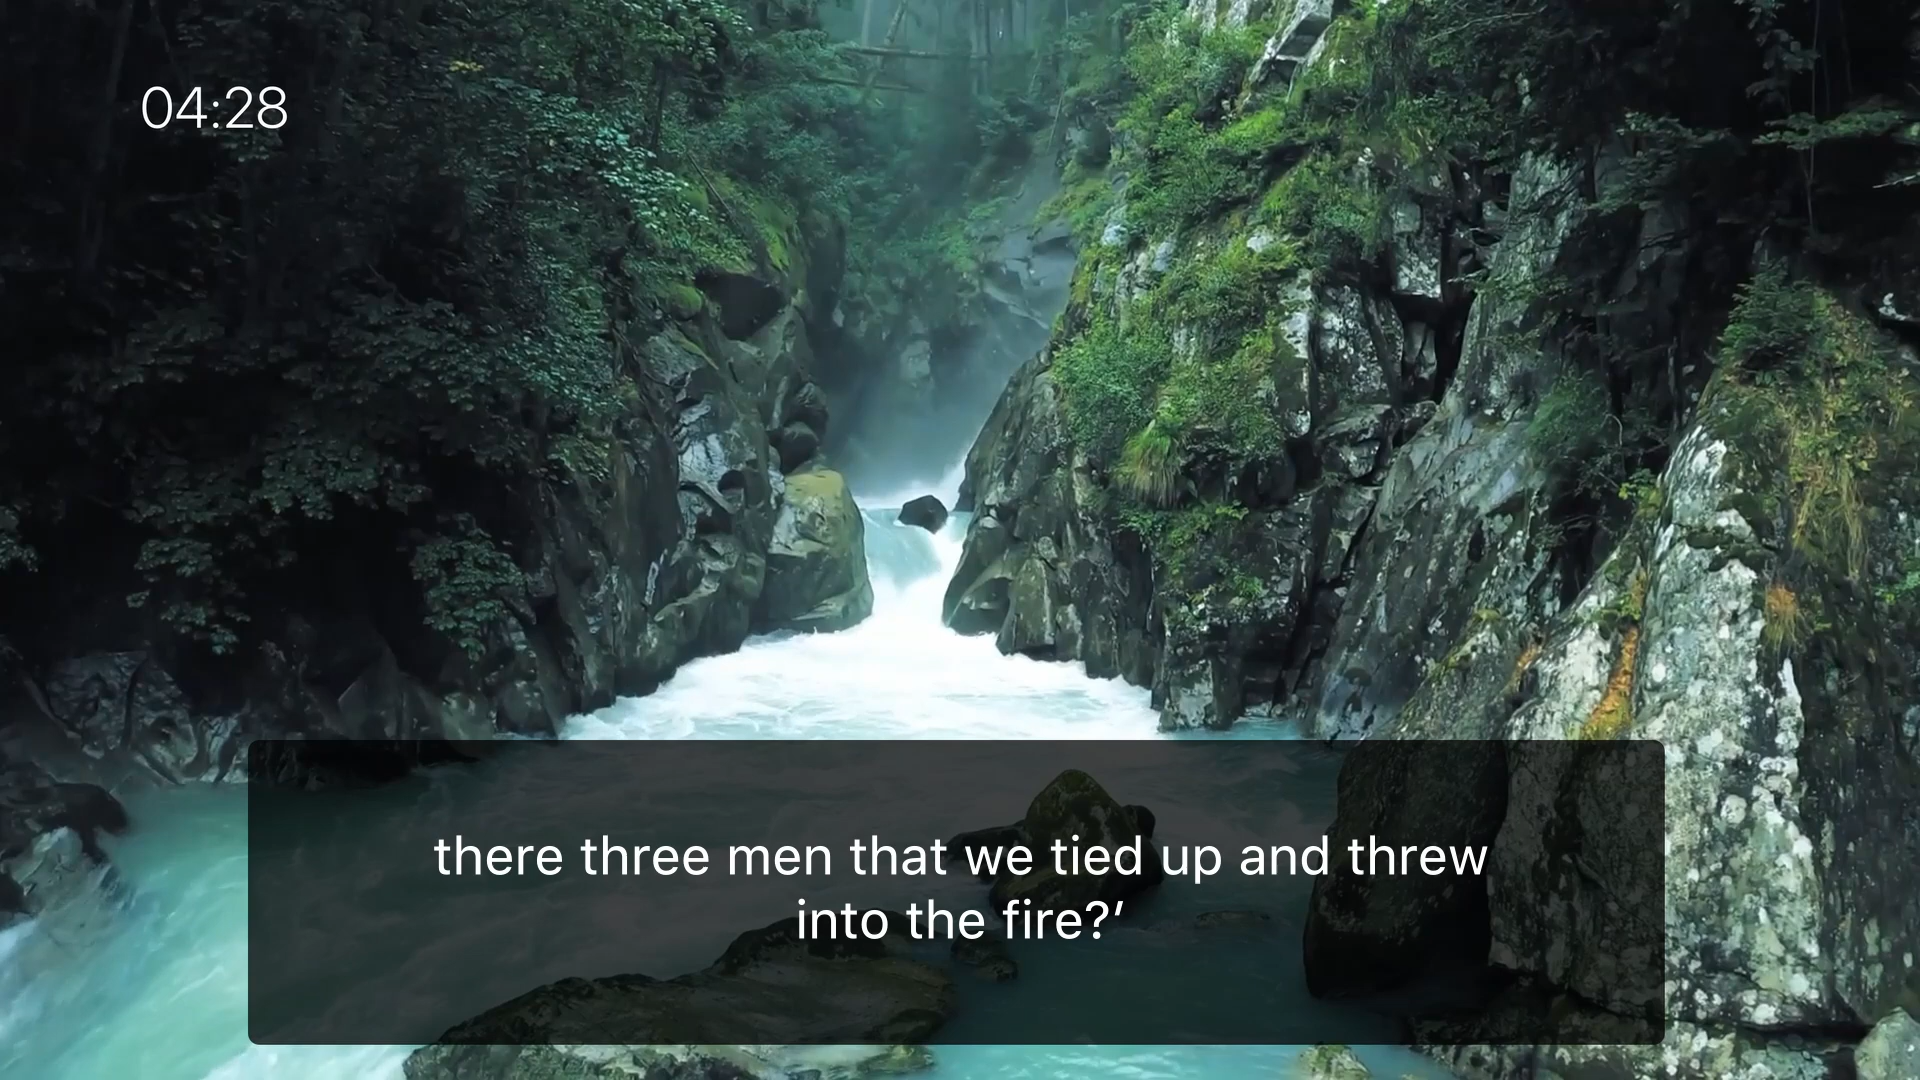 04:28
there three men that we tied up and threw
into the fire?’